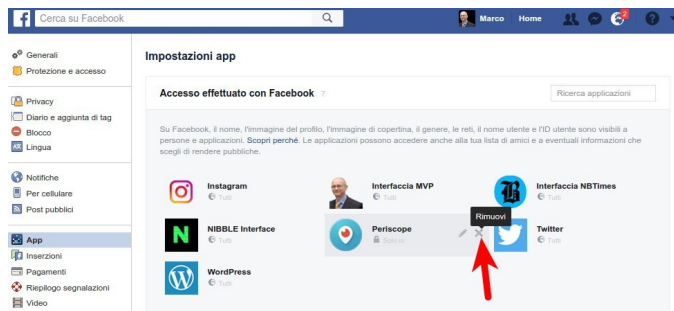 Cerca su Facebook
Marco Home 2
Generali
Protezione e accesso
Privacy
Diario e aggiunta di tag
Blocco
Lingua
Notifiche
Per cellulare
Post pubblici
App
Inserzioni
Pagamenti
Riepilogo segnalazioni
Video
Impostazioni app
Accesso effettuato con Facebook
Ricerca applicazioni
Su Facebook, il nome, l'immagine del profilo, l'immagine di copertina, il genere, le reti, il nome utente e l'ID utente sono visibili a
persone e applicazioni. Scopri perché. Le applicazioni possono accedere anche alla tua lista di amici e a eventuali informazioni che
scegli di rendere pubbliche.
Instagram
Tutti
Interfaccia MVP
Tutti
Interfaccia NBTimes
Tutti
NIBBLE Interface
Tutti
Periscope
Solo io
Rimuovi
Twitter
Tutti
WordPress
Tutti